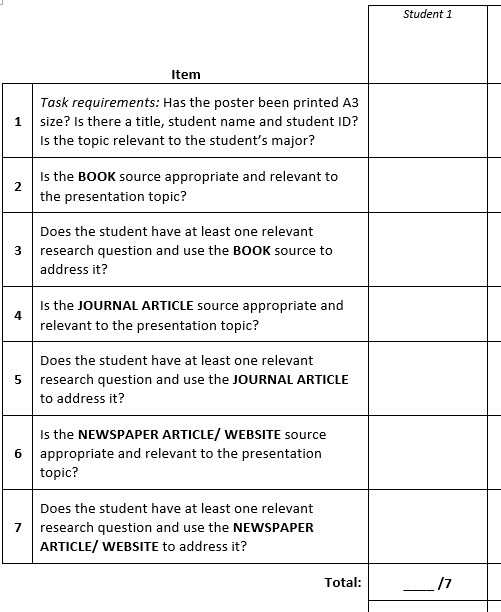 Student 1
Item
1
Task requirements: Has the poster been printed A3
size? Is there a title, student name and student ID?
Is the topic relevant to the student's major?
2
Is the BOOK source appropriate and relevant to
the presentation topic?
3
Does the student have at least one relevant
research question and use the BOOK source to
address it?
4
Is the JOURNAL ARTICLE source appropriate and
relevant to the presentation topic?
5
Does the student have at least one relevant
research question and use the JOURNAL ARTICLE
to address it?
6
Is the NEWSPAPER ARTICLE/ WEBSITE source
appropriate and relevant to the presentation
topic?
7
Does the student have at least one relevant
research question and use the NEWSPAPER
ARTICLE/ WEBSITE to address it?
Total: ____ /7